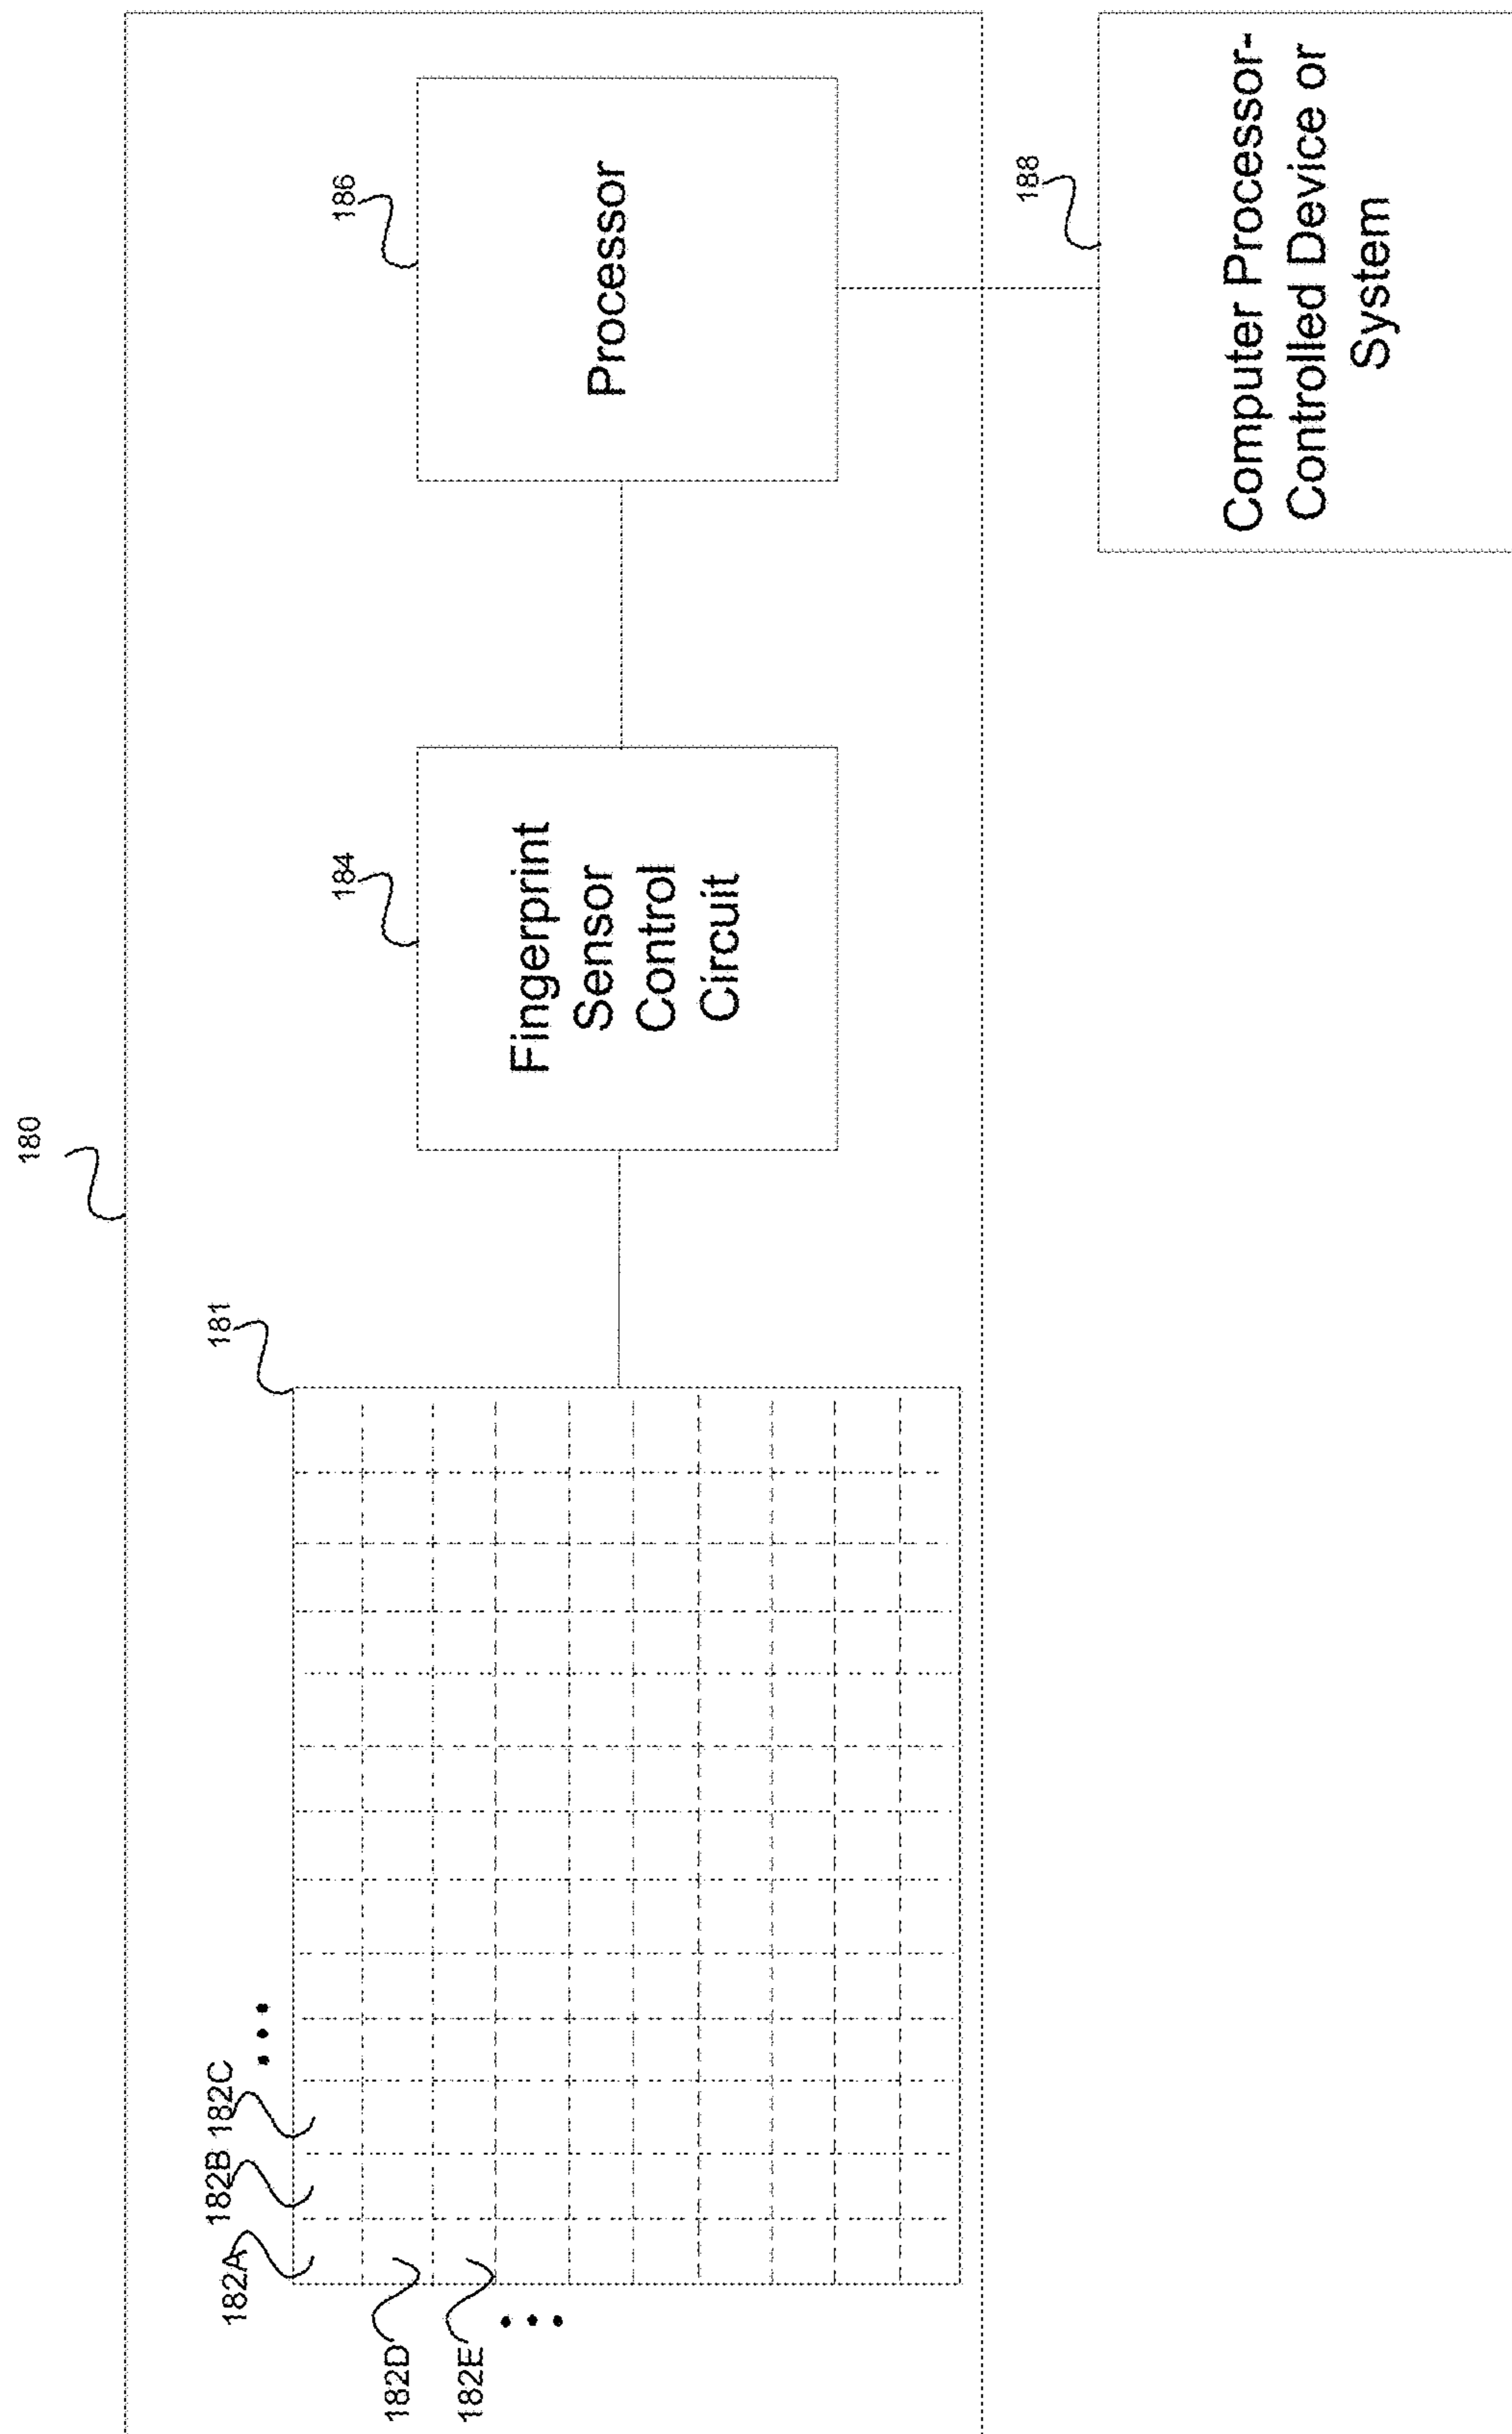 180
182A
182B
182C
...
181
184
186
182D
182E
...
Fingerprint
Sensor
Control
Circuit
Processor
188
Computer Processor-
Controlled Device or
System